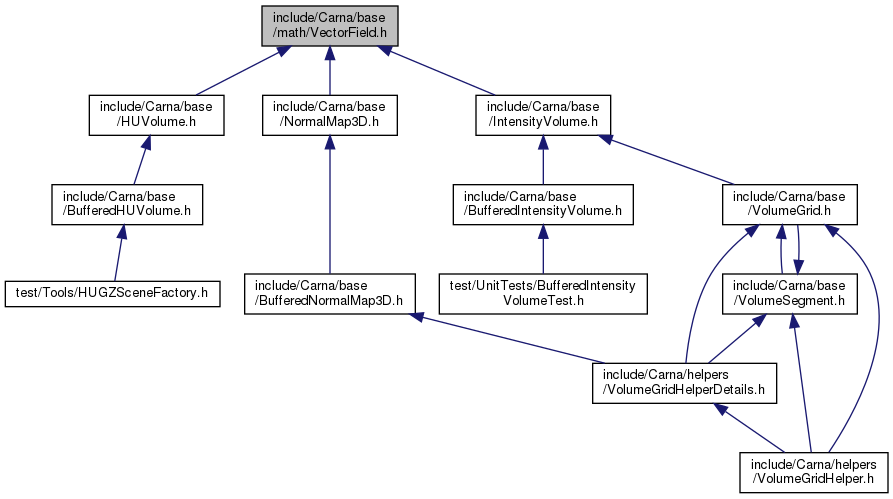 include/Carna/base
/math/VectorField.h
include/Carna/base
/HUVolume.h
include/Carna/base
/NormalMap3D.h
include/Carna/base
/IntensityVolume.h
include/Carna/base
/BufferedHUVolume.h
include/Carna/base
/BufferedIntensityVolume.h
include/Carna/base
/VolumeGrid.h
test/Tools/HUGZSceneFactory.h
include/Carna/base
/BufferedNormalMap3D.h
test/UnitTests/BufferedIntensity
VolumeTest.h
include/Carna/base
/VolumeSegment.h
include/Carna/helpers
/VolumeGridHelperDetails.h
include/Carna/helpers
/VolumeGridHelper.h